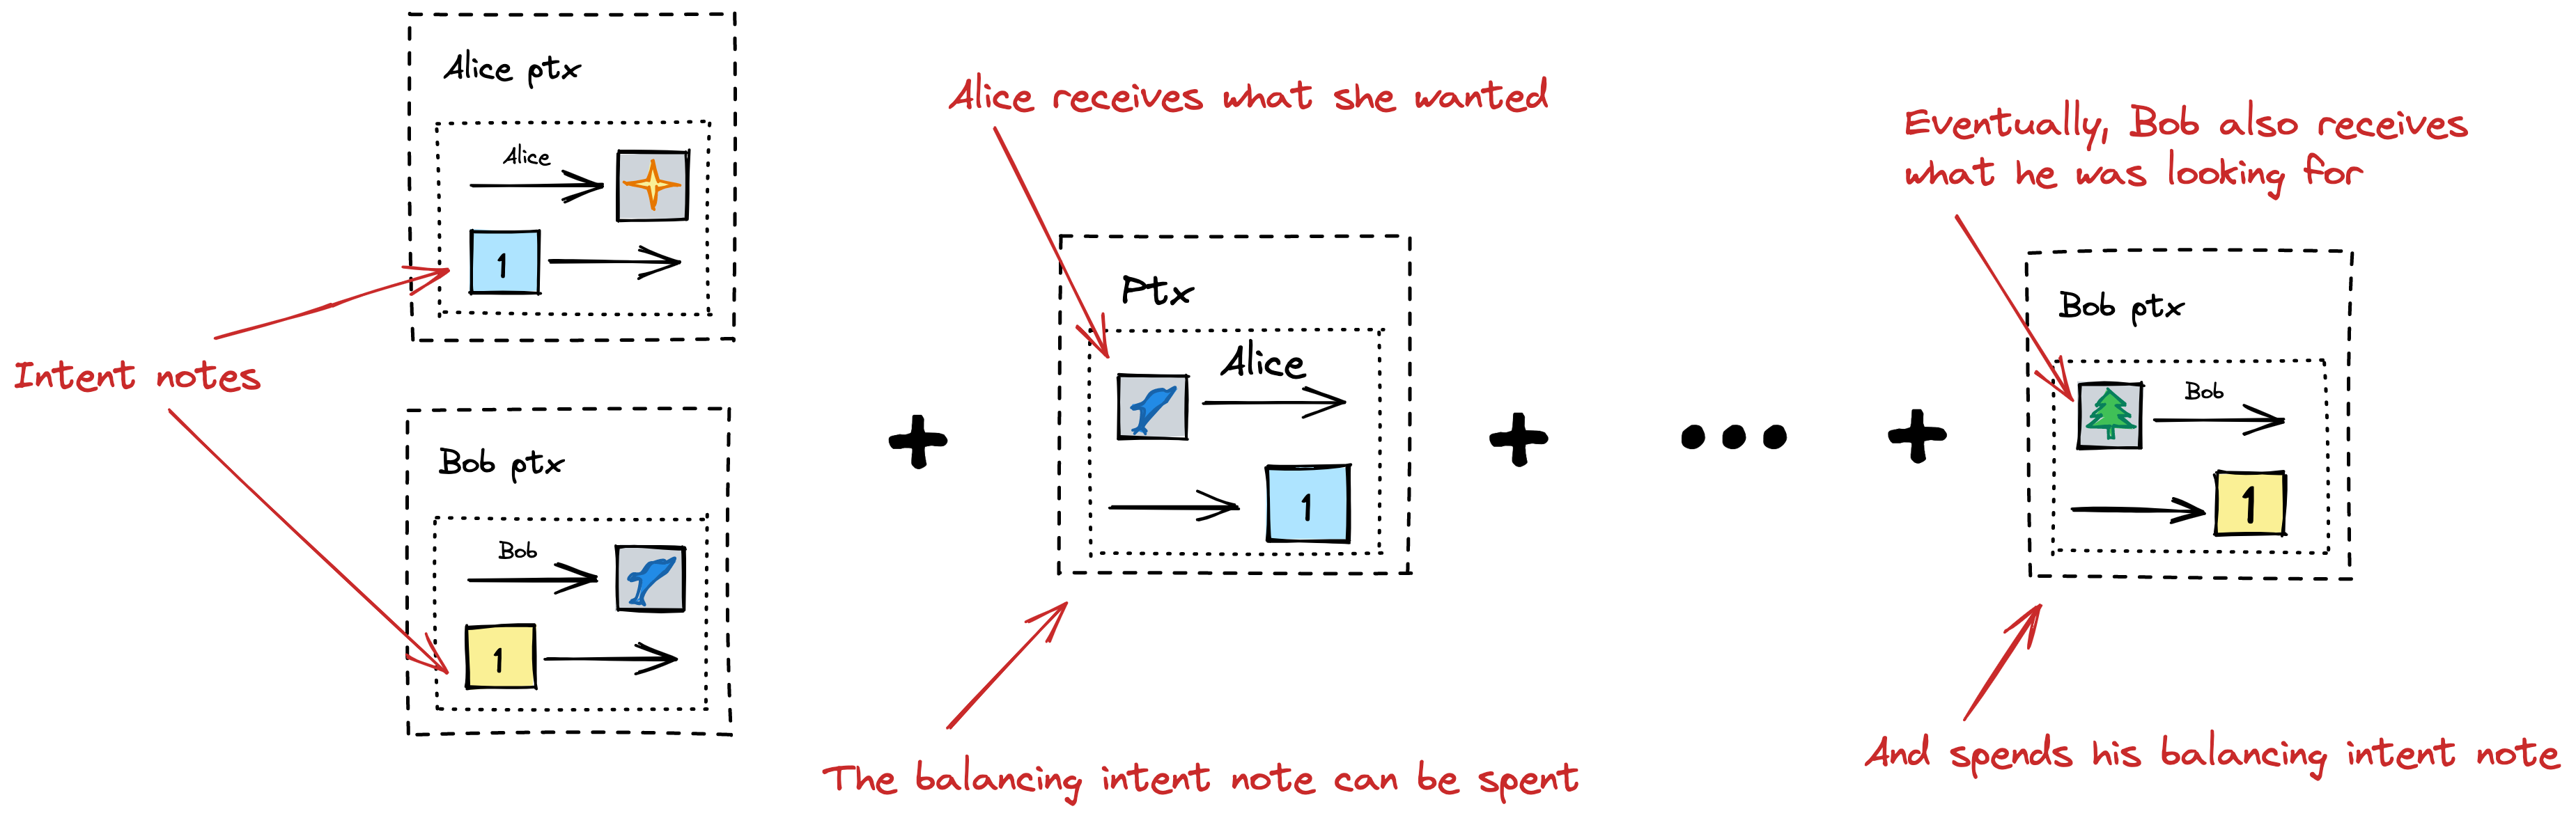 Alice ptx
Alice
1
Intent notes
Bob ptx
Bob
1
Alice receives what she wanted
Ptx
Alice
1
The balancing intent note can be spent
Eventually, Bob also receives
what he was looking for
Bob ptx
Bob
1
And spends his balancing intent note